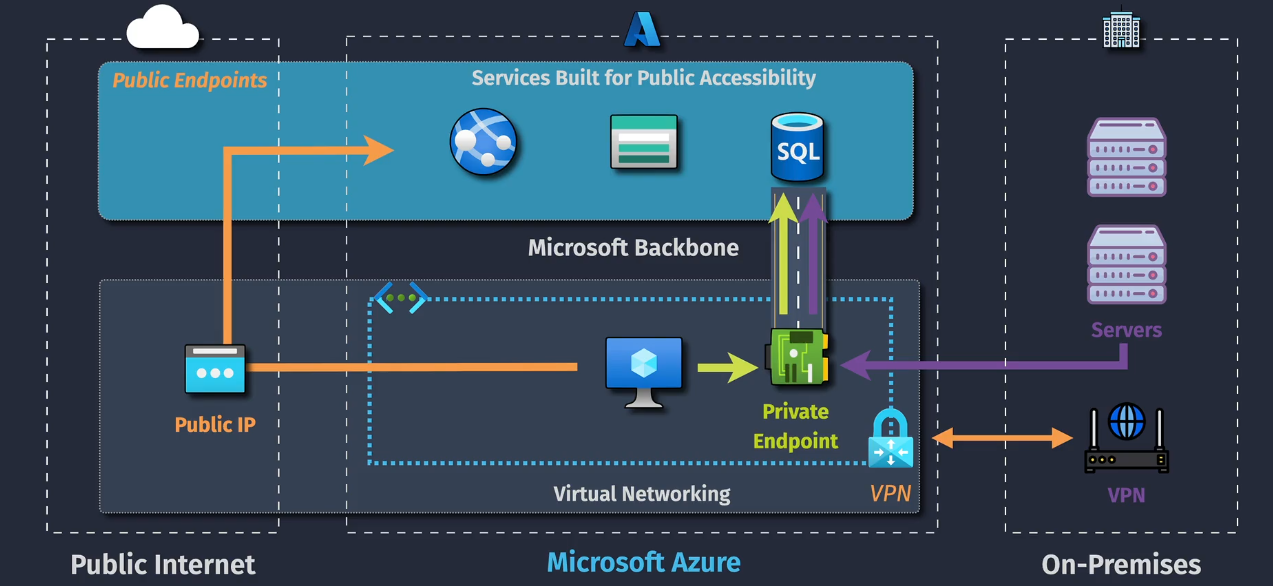 Public Endpoints
Services Built for Public Accessibility
SQL
Microsoft Backbone
Servers
Public IP
Private
Endpoint
Virtual Networking
VPN
VPN
Public Internet
Microsoft Azure
On-Premises